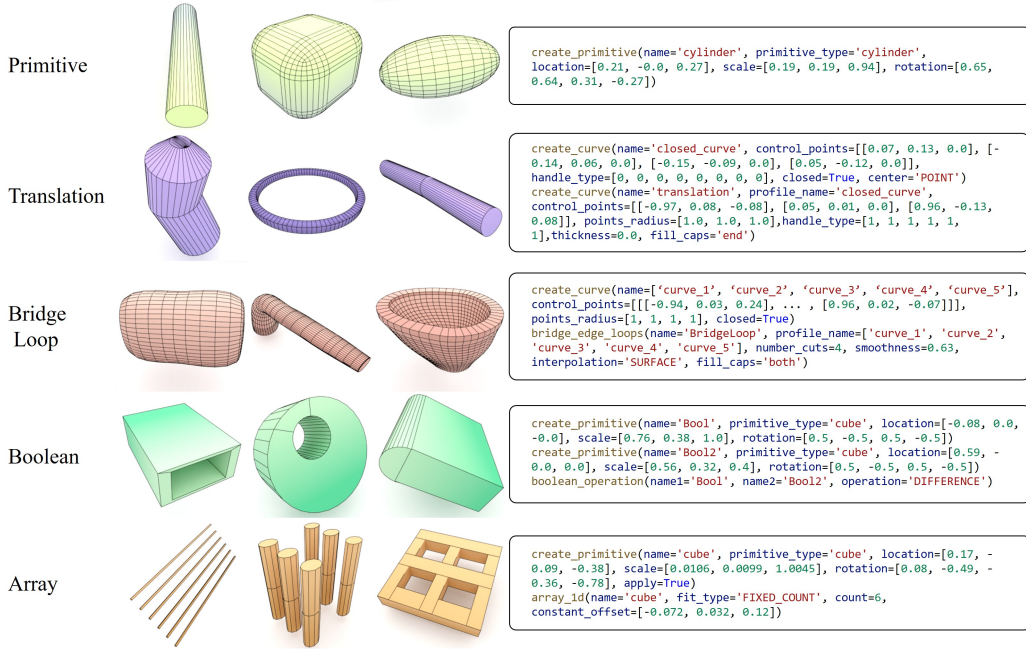 Primitive
create_primitive(name='cylinder', primitive_type='cylinder',
location=[0.21, -0.0, 0.27], scale=[0.19, 0.19, 0.94], rotation=[0.65,
0.64, 0.31, -0.27])
Translation
create_curve(name='closed_curve', control_points=[[0.07, 0.13, 0.0], [-
0.14, 0.06, 0.0], [-0.15, -0.09, 0.0], [0.05, -0.12, 0.0]],
handle_type=[0, 0, 0, 0, 0, 0, 0, 0], closed=True, center='POINT')
create_curve(name='translation', profile_name='closed_curve',
control_points=[[-0.97, 0.08, -0.08], [0.05, 0.01, 0.0], [0.96, -0.13,
0.08]], points_radius=[1.0, 1.0, 1.0],handle_type=[1, 1, 1, 1, 1,
1],thickness=0.0, fill_caps='end')
Bridge
Loop
create_curve(name=['curve_1', 'curve_2', 'curve_3', 'curve_4', 'curve_5'],
control_points=[[[-0.94, 0.03, 0.24], ... , [0.96, 0.02, -0.07]]],
points_radius=[1, 1, 1, 1], closed=True)
bridge_edge_loops(name='BridgeLoop', profile_name=['curve_1', 'curve_2',
'curve_3', 'curve_4', 'curve_5'], number_cuts=4, smoothness=0.63,
interpolation='SURFACE', fill_caps='both')
Boolean
create_primitive(name='Bool', primitive_type='cube', location=[-0.08, 0.0,
-0.0], scale=[0.76, 0.38, 1.0], rotation=[0.5, -0.5, 0.5, -0.5])
create_primitive(name='Bool2', primitive_type='cube', location=[0.59, -
0.0, 0.0], scale=[0.56, 0.32, 0.4], rotation=[0.5, -0.5, 0.5, -0.5])
boolean_operation(name1='Bool', name2='Bool2', operation='DIFFERENCE')
Array
create_primitive(name='cube', primitive_type='cube', location=[0.17, -
0.09, -0.38], scale=[0.0106, 0.0099, 1.0045], rotation=[0.08, -0.49, -
0.36, -0.78], apply=True)
array_1d(name='cube', fit_type='FIXED_COUNT', count=6,
constant_offset=[-0.072, 0.032, 0.12])